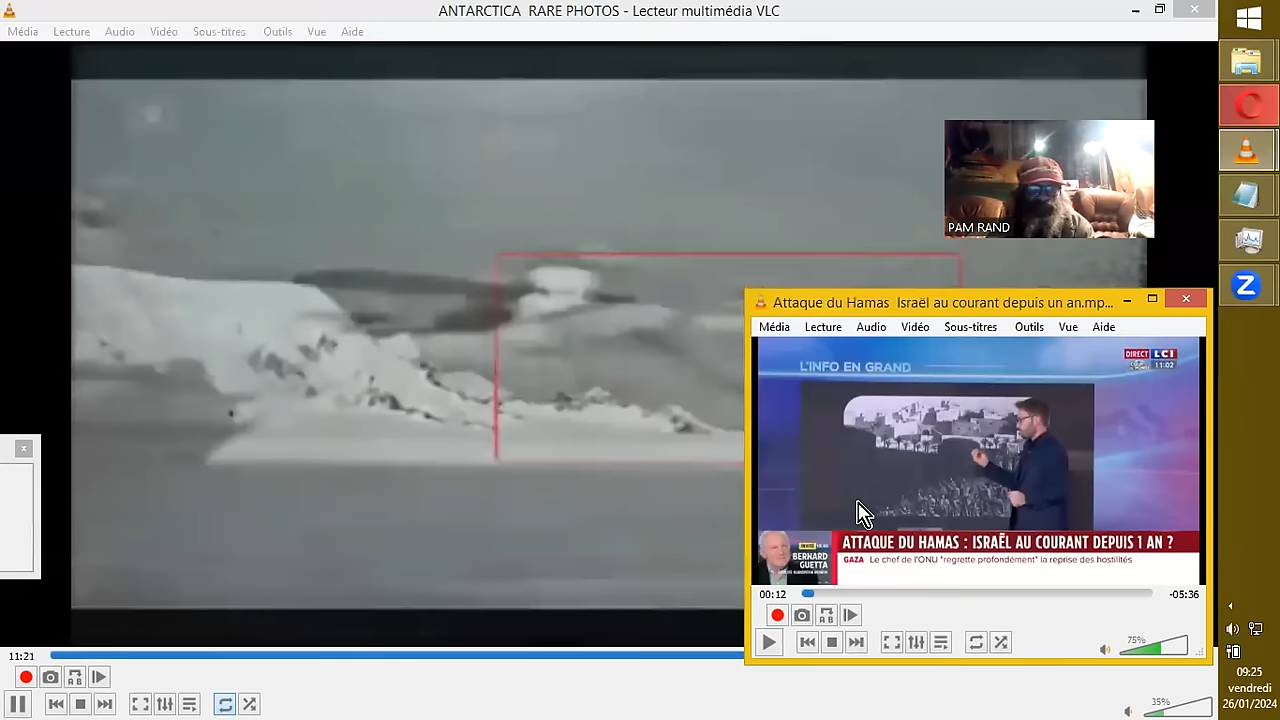 ANTARCTICA  RARE PHOTOS - Lecteur multimédia VLC
Média Lecture Audio Vidéo Sous-titres Outils Vue Aide
PAM RAND
Attaque du Hamas  Israël au courant depuis un an.mp...
Média Lecture Audio Vidéo Sous-titres Outils Vue Aide
L'INFO EN GRAND
DIRECT LCI
11.02
BERNARD
GUETTA
ATTAQUE DU HAMAS : ISRAËL AU COURANT DEPUIS 1 AN ?
GAZA Le chef de l'ONU "regrette profondément" la reprise des hostilités
00:12 -05:36
75%
11:21
35%
09:25
vendredi
26/01/2024